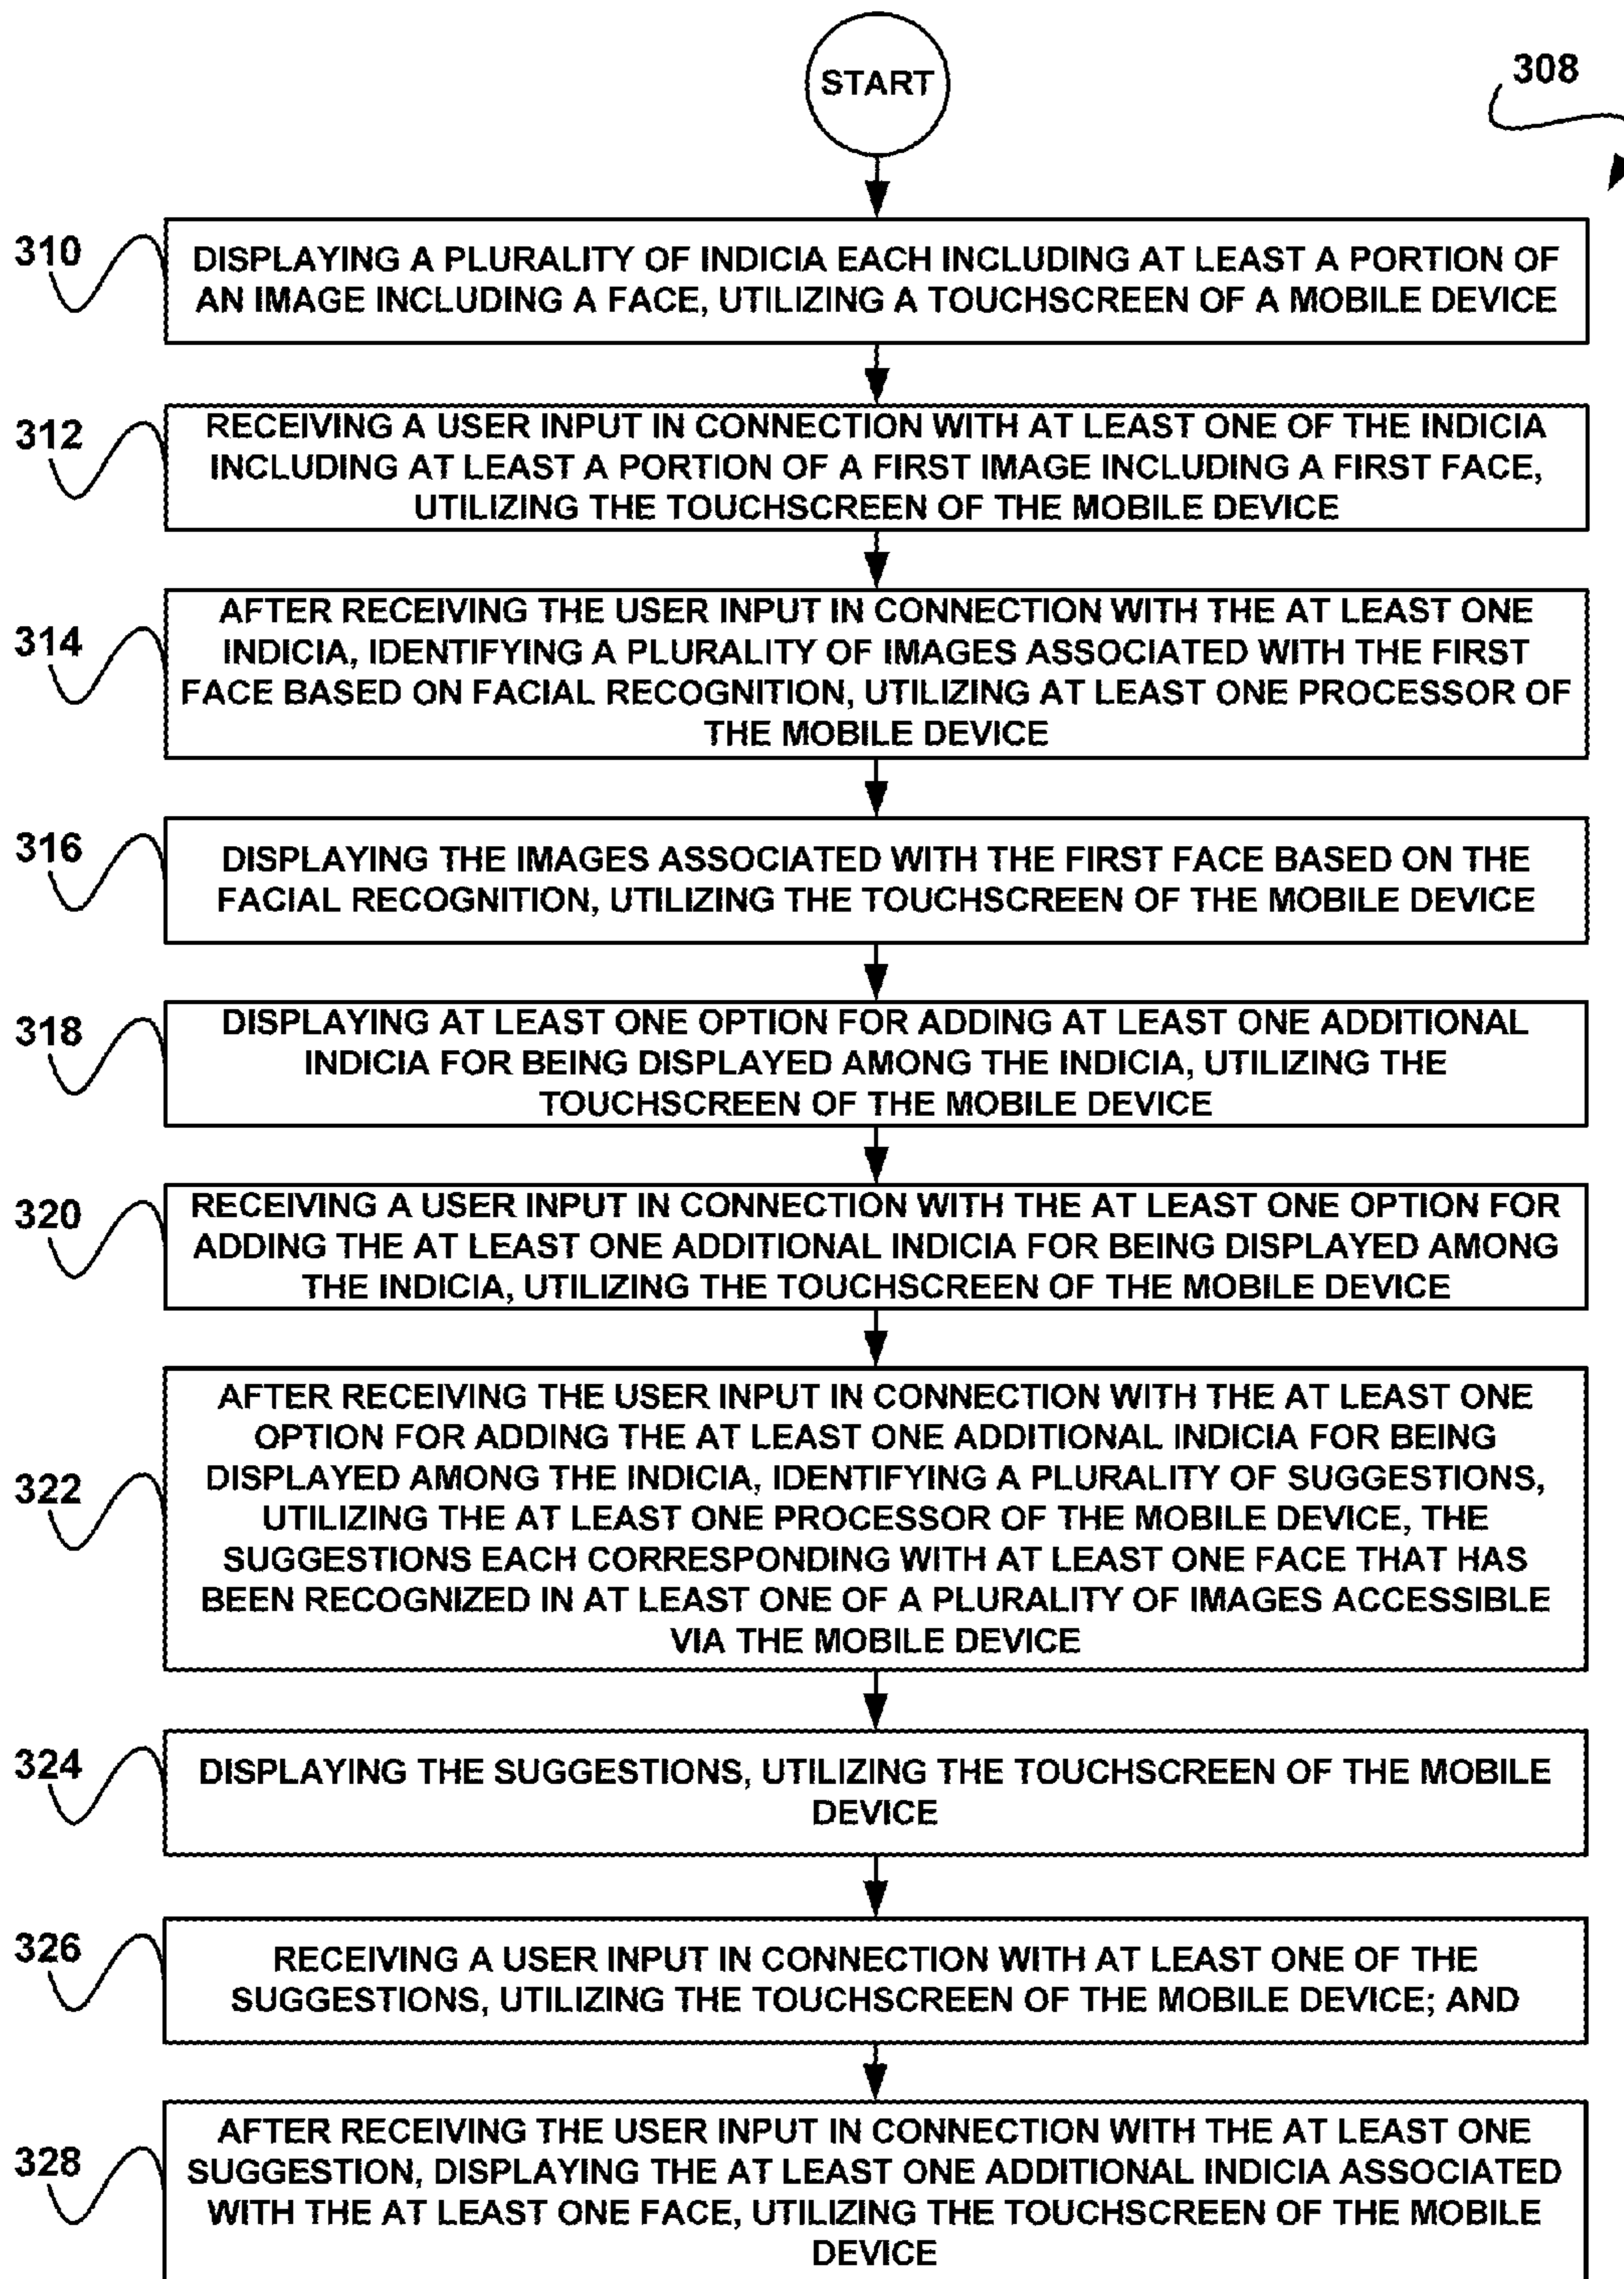 START
308
310
DISPLAYING A PLURALITY OF INDICIA EACH INCLUDING AT LEAST A PORTION OF
AN IMAGE INCLUDING A FACE, UTILIZING A TOUCHSCREEN OF A MOBILE DEVICE
312
RECEIVING A USER INPUT IN CONNECTION WITH AT LEAST ONE OF THE INDICIA
INCLUDING AT LEAST A PORTION OF A FIRST IMAGE INCLUDING A FIRST FACE,
UTILIZING THE TOUCHSCREEN OF THE MOBILE DEVICE
314
AFTER RECEIVING THE USER INPUT IN CONNECTION WITH THE AT LEAST ONE
INDICIA, IDENTIFYING A PLURALITY OF IMAGES ASSOCIATED WITH THE FIRST
FACE BASED ON FACIAL RECOGNITION, UTILIZING AT LEAST ONE PROCESSOR OF
THE MOBILE DEVICE
316
DISPLAYING THE IMAGES ASSOCIATED WITH THE FIRST FACE BASED ON THE
FACIAL RECOGNITION, UTILIZING THE TOUCHSCREEN OF THE MOBILE DEVICE
318
DISPLAYING AT LEAST ONE OPTION FOR ADDING AT LEAST ONE ADDITIONAL
INDICIA FOR BEING DISPLAYED AMONG THE INDICIA, UTILIZING THE
TOUCHSCREEN OF THE MOBILE DEVICE
320
RECEIVING A USER INPUT IN CONNECTION WITH THE AT LEAST ONE OPTION FOR
ADDING THE AT LEAST ONE ADDITIONAL INDICIA FOR BEING DISPLAYED AMONG
THE INDICIA, UTILIZING THE TOUCHSCREEN OF THE MOBILE DEVICE
322
AFTER RECEIVING THE USER INPUT IN CONNECTION WITH THE AT LEAST ONE
OPTION FOR ADDING THE AT LEAST ONE ADDITIONAL INDICIA FOR BEING
DISPLAYED AMONG THE INDICIA, IDENTIFYING A PLURALITY OF SUGGESTIONS,
UTILIZING THE AT LEAST ONE PROCESSOR OF THE MOBILE DEVICE, THE
SUGGESTIONS EACH CORRESPONDING WITH AT LEAST ONE FACE THAT HAS
BEEN RECOGNIZED IN AT LEAST ONE OF A PLURALITY OF IMAGES ACCESSIBLE
VIA THE MOBILE DEVICE
324
DISPLAYING THE SUGGESTIONS, UTILIZING THE TOUCHSCREEN OF THE MOBILE
DEVICE
326
RECEIVING A USER INPUT IN CONNECTION WITH AT LEAST ONE OF THE
SUGGESTIONS, UTILIZING THE TOUCHSCREEN OF THE MOBILE DEVICE; AND
328
AFTER RECEIVING THE USER INPUT IN CONNECTION WITH THE AT LEAST ONE
SUGGESTION, DISPLAYING THE AT LEAST ONE ADDITIONAL INDICIA ASSOCIATED
WITH THE AT LEAST ONE FACE, UTILIZING THE TOUCHSCREEN OF THE MOBILE
DEVICE